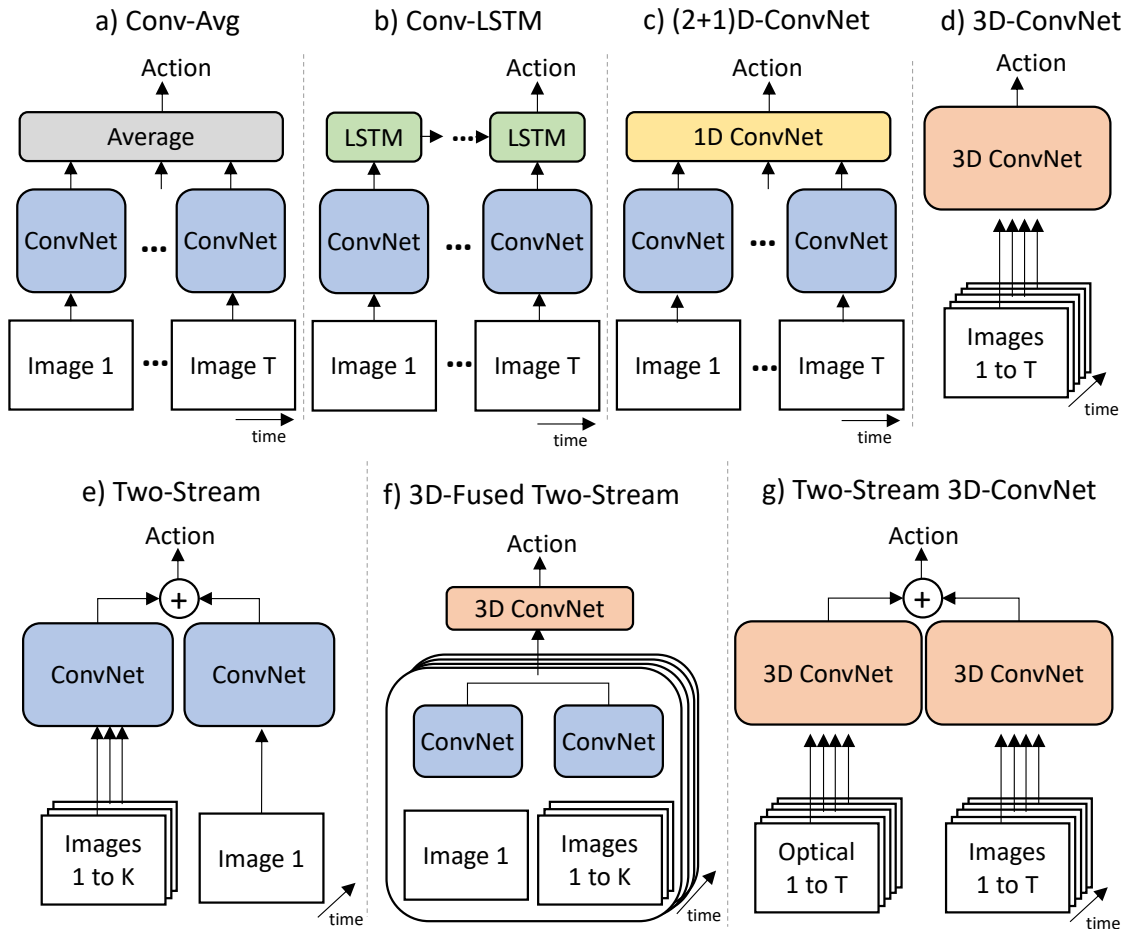 a) Conv-Avg
Action
Average
ConvNet
...
ConvNet
Image 1
...
Image T
time
b) Conv-LSTM
Action
LSTM
...
LSTM
ConvNet
...
ConvNet
Image 1
...
Image T
time
c) (2+1)D-ConvNet
Action
1D ConvNet
ConvNet
...
ConvNet
Image 1
...
Image T
time
d) 3D-ConvNet
Action
3D ConvNet
Images
1 to T
time
e) Two-Stream
Action
+
ConvNet
ConvNet
Images
1 to K
Image 1
time
f) 3D-Fused Two-Stream
Action
3D ConvNet
ConvNet
ConvNet
Image 1
Images
1 to K
time
g) Two-Stream 3D-ConvNet
Action
+
3D ConvNet
3D ConvNet
Optical
1 to T
Images
1 to T
time